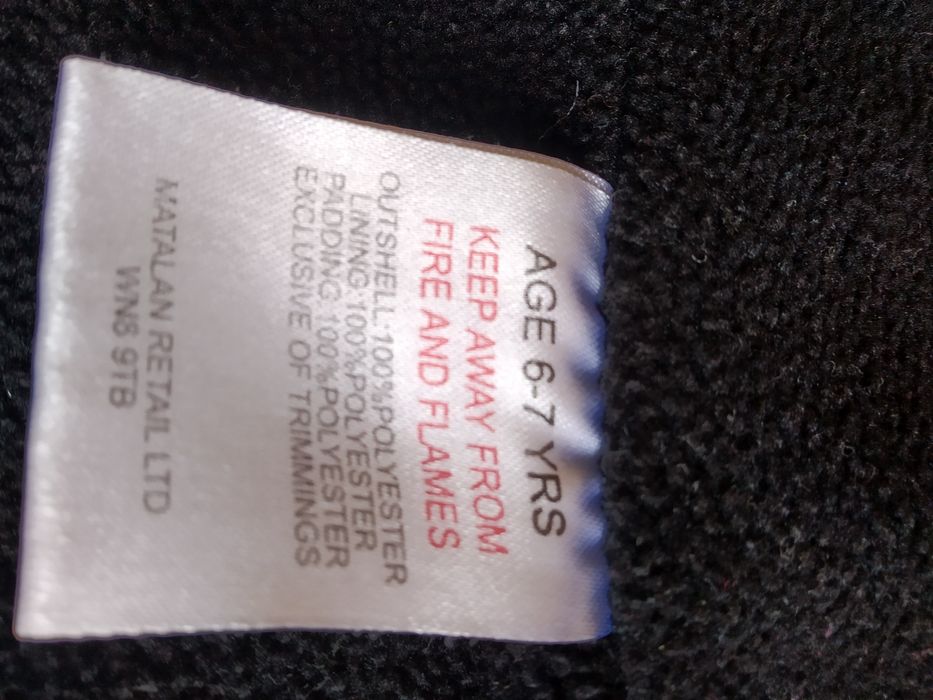 AGE 6-7 YRS
KEEP AWAY FROM
FIRE AND FLAMES
OUTSHELL:100%POLYESTER
LINING:100%POLYESTER
PADDING:100%POLYESTER
EXCLUSIVE OF TRIMMINGS
MATALAN RETAIL LTD
WN8 9TB